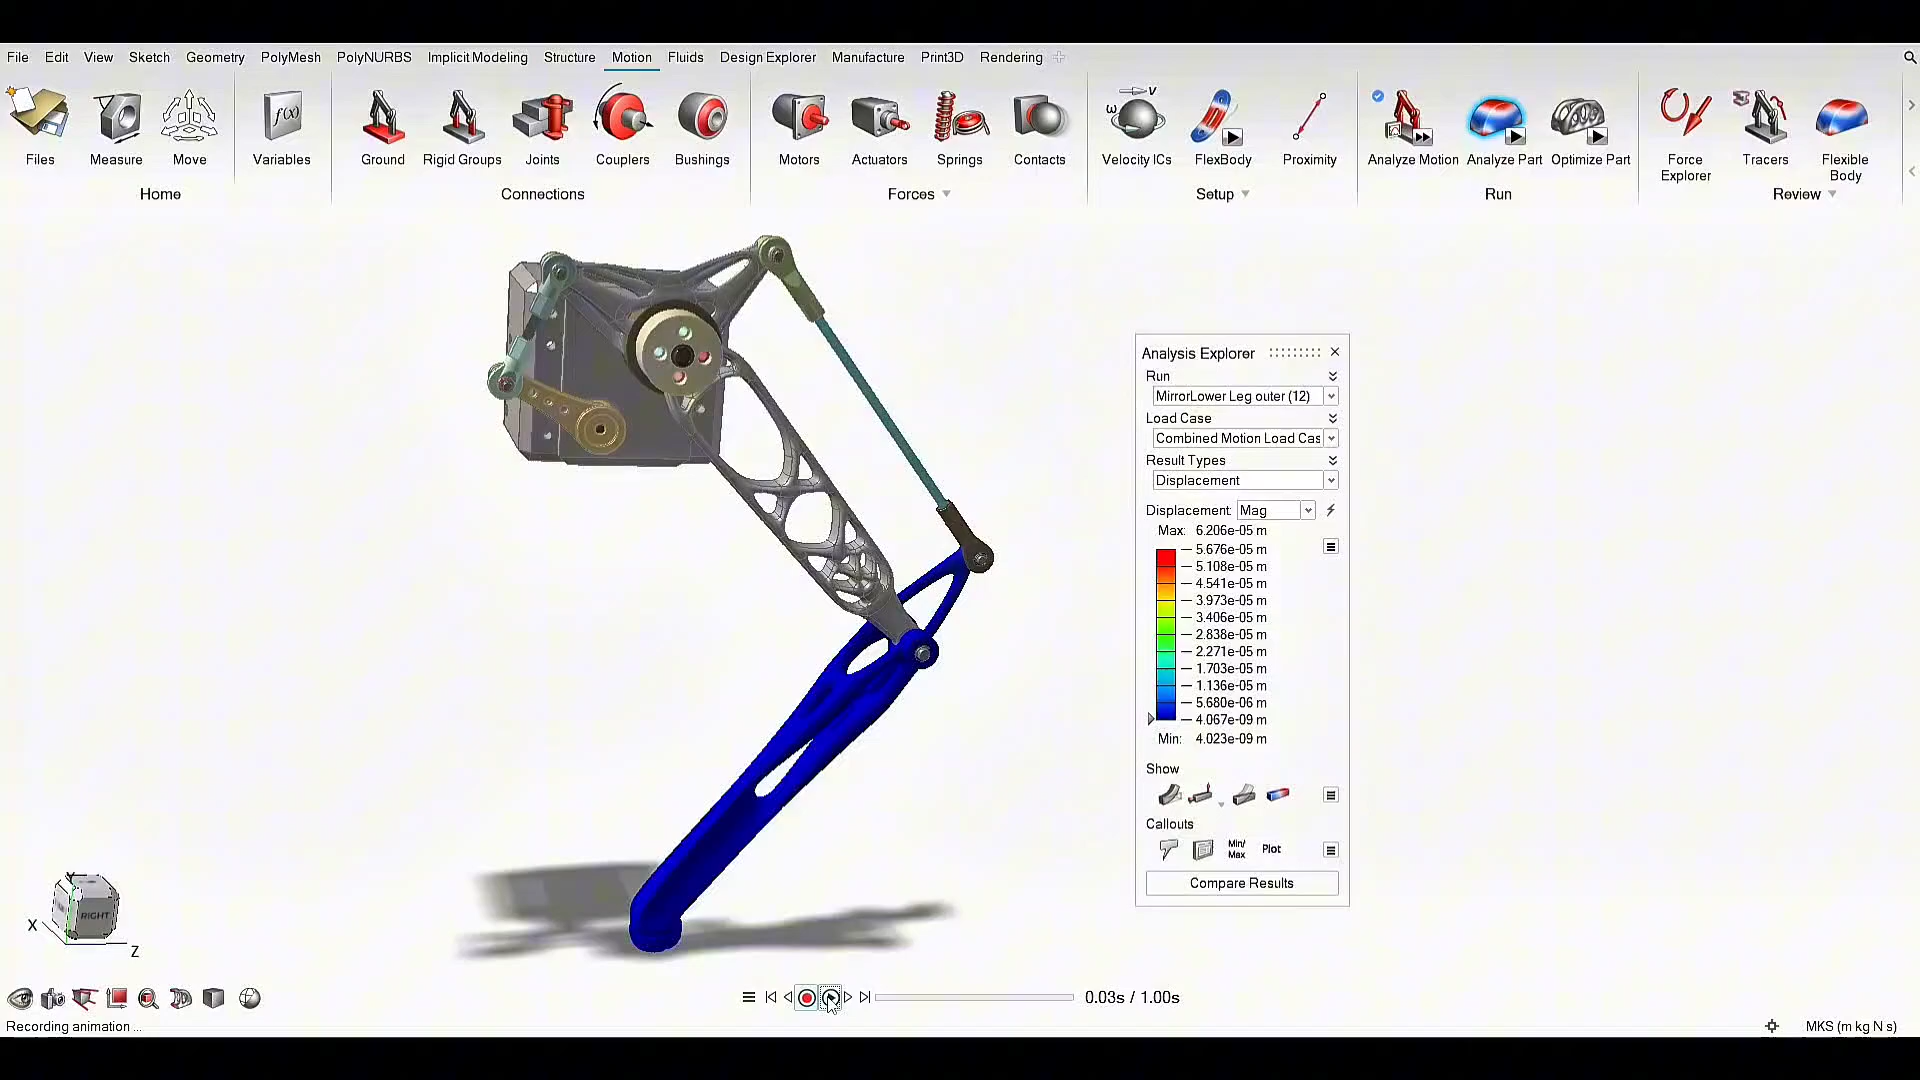 File Edit View Sketch Geometry PolyMesh PolyNURBS Implicit Modeling Structure Motion Fluids Design Explorer Manufacture Print3D Rendering
f(x) ω v
Files Measure Move Variables Ground Rigid Groups Joints Couplers Bushings Motors Actuators Springs Contacts Velocity ICs FlexBody Proximity Analyze Motion Analyze Part Optimize Part Force Explorer Tracers Flexible Body
Home Connections Forces Setup Run Review
Analysis Explorer
Run
MirrorLower Leg outer (12)
Load Case
Combined Motion Load Cas
Result Types
Displacement
Displacement: Mag
Max: 6.206e-05 m
5.676e-05 m
5.108e-05 m
4.541e-05 m
3.973e-05 m
3.406e-05 m
2.838e-05 m
2.271e-05 m
1.703e-05 m
1.136e-05 m
5.680e-06 m
4.067e-09 m
Min: 4.023e-09 m
Show
Callouts
Min/
Max Plot
Compare Results
Y
RIGHT
X
Z
0.03s / 1.00s
Recording animation ... MKS (m kg N s)